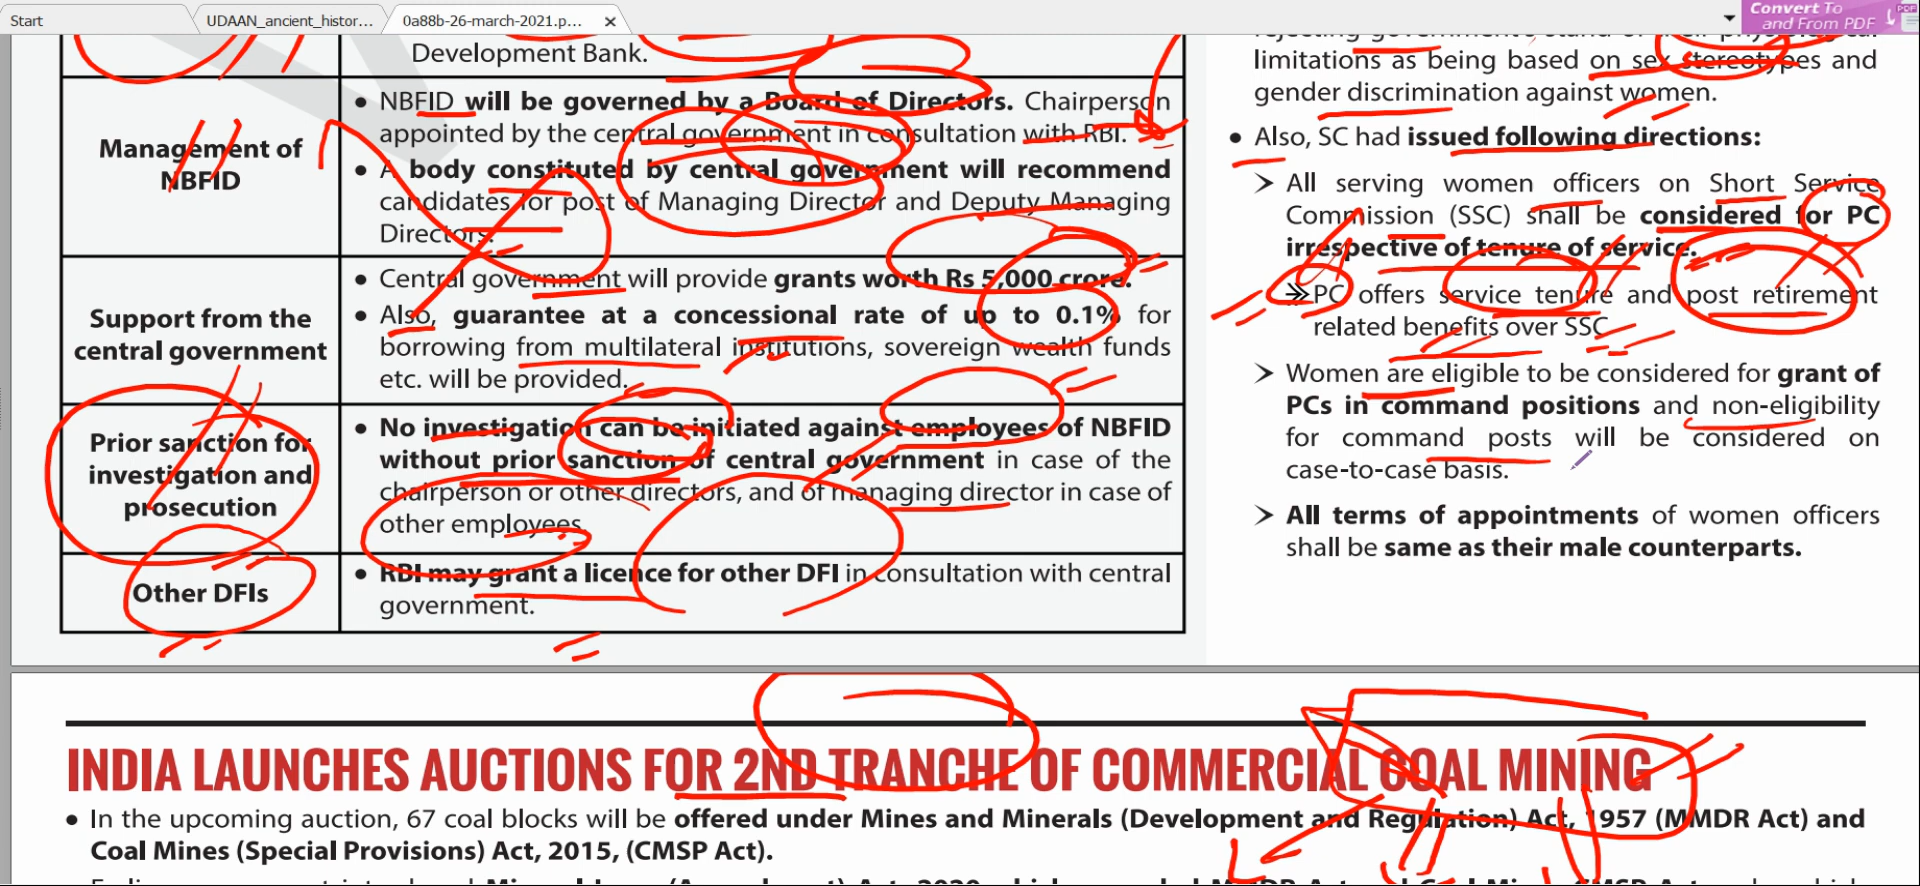 Start
UDAAN_ancient_histor...
0a88b-26-march-2021.p...
Convert To
and From PDF
PDF
Development Bank.
Management of
NBFID
• NBFID will be governed by a Board of Directors. Chairperson
appointed by the central government in consultation with RBI.
• A body constituted by central government will recommend
candidates for post of Managing Director and Deputy Managing
Directors.
Support from the
central government
• Central government will provide grants worth Rs 5,000 crore.
• Also, guarantee at a concessional rate of up to 0.1% for
borrowing from multilateral institutions, sovereign wealth funds
etc. will be provided.
Prior sanction for
investigation and
prosecution
• No investigation can be initiated against employees of NBFID
without prior sanction of central government in case of the
chairperson or other directors, and of managing director in case of
other employees.
Other DFIs
• RBI may grant a licence for other DFI in consultation with central
government.
rejecting government's stand of their physiological
limitations as being based on sex stereotypes and
gender discrimination against women.
• Also, SC had issued following directions:
All serving women officers on Short Service
Commission (SSC) shall be considered for PC
irrespective of tenure of service.
PC offers service tenure and post retirement
related benefits over SSC
Women are eligible to be considered for grant of
PCs in command positions and non-eligibility
for command posts will be considered on
case-to-case basis.
All terms of appointments of women officers
shall be same as their male counterparts.
INDIA LAUNCHES AUCTIONS FOR 2ND TRANCHE OF COMMERCIAL COAL MINING
• In the upcoming auction, 67 coal blocks will be offered under Mines and Minerals (Development and Regulation) Act, 1957 (MMDR Act) and
Coal Mines (Special Provisions) Act, 2015, (CMSP Act).